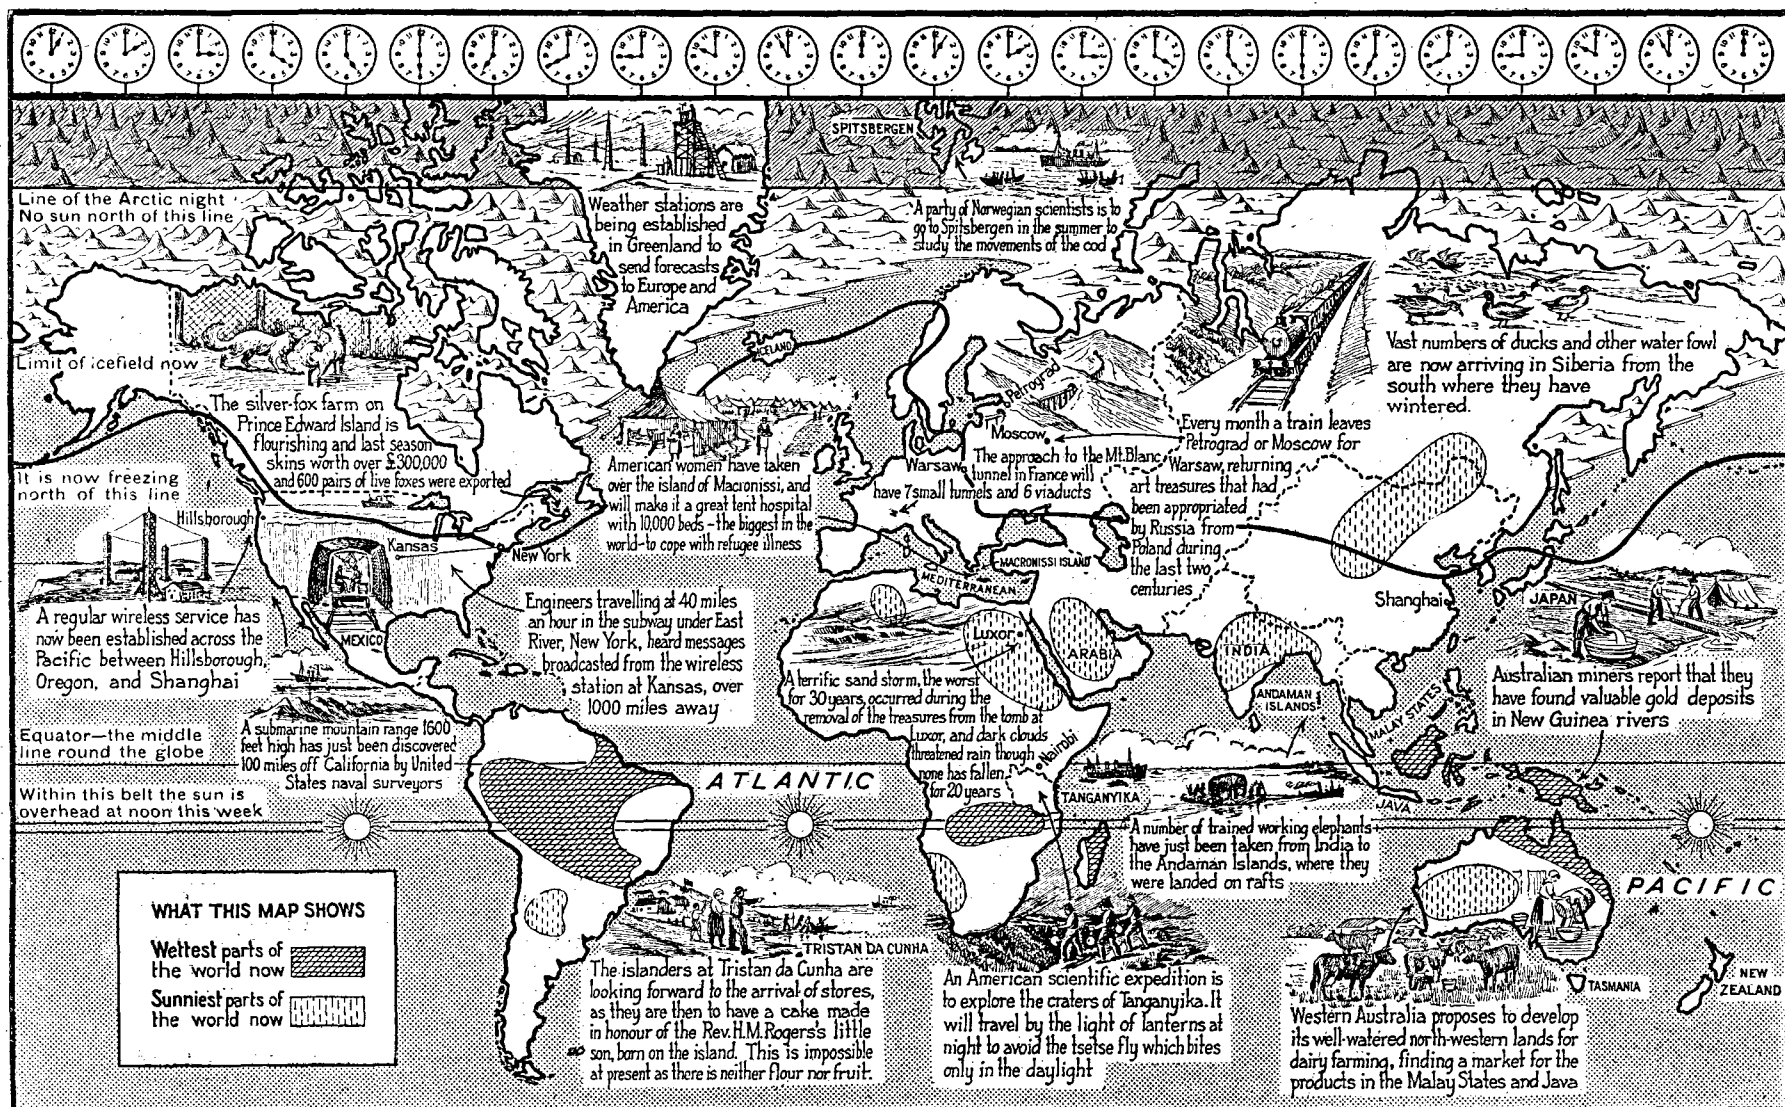 SPITSBERGEN
Line of the Arctic night
No sun north of this line
Weather stations are
being established
in Greenland to
send forecasts
to Europe and
America
A party of Norwegian scientists is to
go to Spitsbergen in the summer to
study the movements of the cod
Limit of icefield now
ICELAND
Petrograd
Vast numbers of ducks and other water fowl
are now arriving in Siberia from the
south where they have
wintered.
The silver-fox farm on
Prince Edward Island is
flourishing and last season
skins worth over £300,000
and 600 pairs of live foxes were exported
Moscow
Every month a train leaves
Petrograd or Moscow for
Warsaw, returning
art treasures that had
been appropriated
by Russia from
Poland during
the last two
centuries
Warsaw
The approach to the Mt. Blanc
tunnel in France will
have 7 small tunnels and 6 viaducts
It is now freezing
north of this line
American women have taken
over the island of Macronissi, and
will make it a great tent hospital
with 10,000 beds - the biggest in the
world - to cope with refugee illness
Hillsborough
Kansas
New York
MACRONISSI ISLAND
MEDITERRANEAN
Shanghai
JAPAN
A regular wireless service has
now been established across the
Pacific between Hillsborough,
Oregon, and Shanghai
MEXICO
Engineers travelling at 40 miles
an hour in the subway under East
River, New York, heard messages
broadcasted from the wireless
station at Kansas, over
1000 miles away
Luxor
ARABIA
INDIA
A terrific sand storm, the worst
for 30 years, occurred during the
removal of the treasures from the tomb at
Luxor, and dark clouds
threatened rain though
none has fallen
for 20 years
ANDAMAN
ISLANDS
MALAY STATES
Australian miners report that they
have found valuable gold deposits
in New Guinea rivers
Equator—the middle
line round the globe
A submarine mountain range 1600
feet high has just been discovered
100 miles off California by United
States naval surveyors
Nairobi
ATLANTIC
TANGANYIKA
JAVA
Within this belt the sun is
overhead at noon this week
A number of trained working elephants
have just been taken from India to
the Andaman Islands, where they
were landed on rafts
PACIFIC
WHAT THIS MAP SHOWS
Wettest parts of
the world now
Sunniest parts of
the world now
TRISTAN DA CUNHA
The islanders at Tristan da Cunha are
looking forward to the arrival of stores,
as they are then to have a cake made
in honour of the Rev. H. M. Rogers's little
son, born on the island. This is impossible
at present as there is neither flour nor fruit.
An American scientific expedition is
to explore the craters of Tanganyika. It
will travel by the light of lanterns at
night to avoid the tsetse fly which bites
only in the daylight
TASMANIA
NEW
ZEALAND
Western Australia proposes to develop
its well-watered north-western lands for
dairy farming, finding a market for the
products in the Malay States and Java